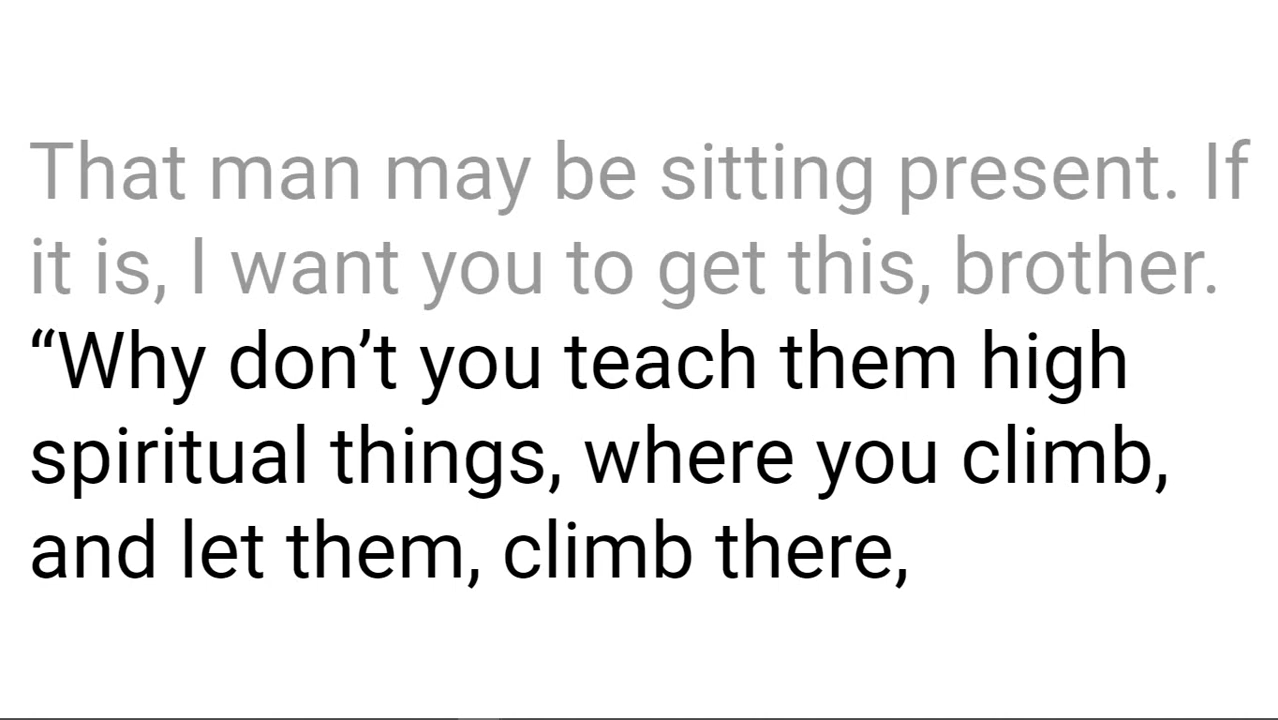 That man may be sitting present. If
it is, I want you to get this, brother.
“Why don’t you teach them high
spiritual things, where you climb,
and let them, climb there,